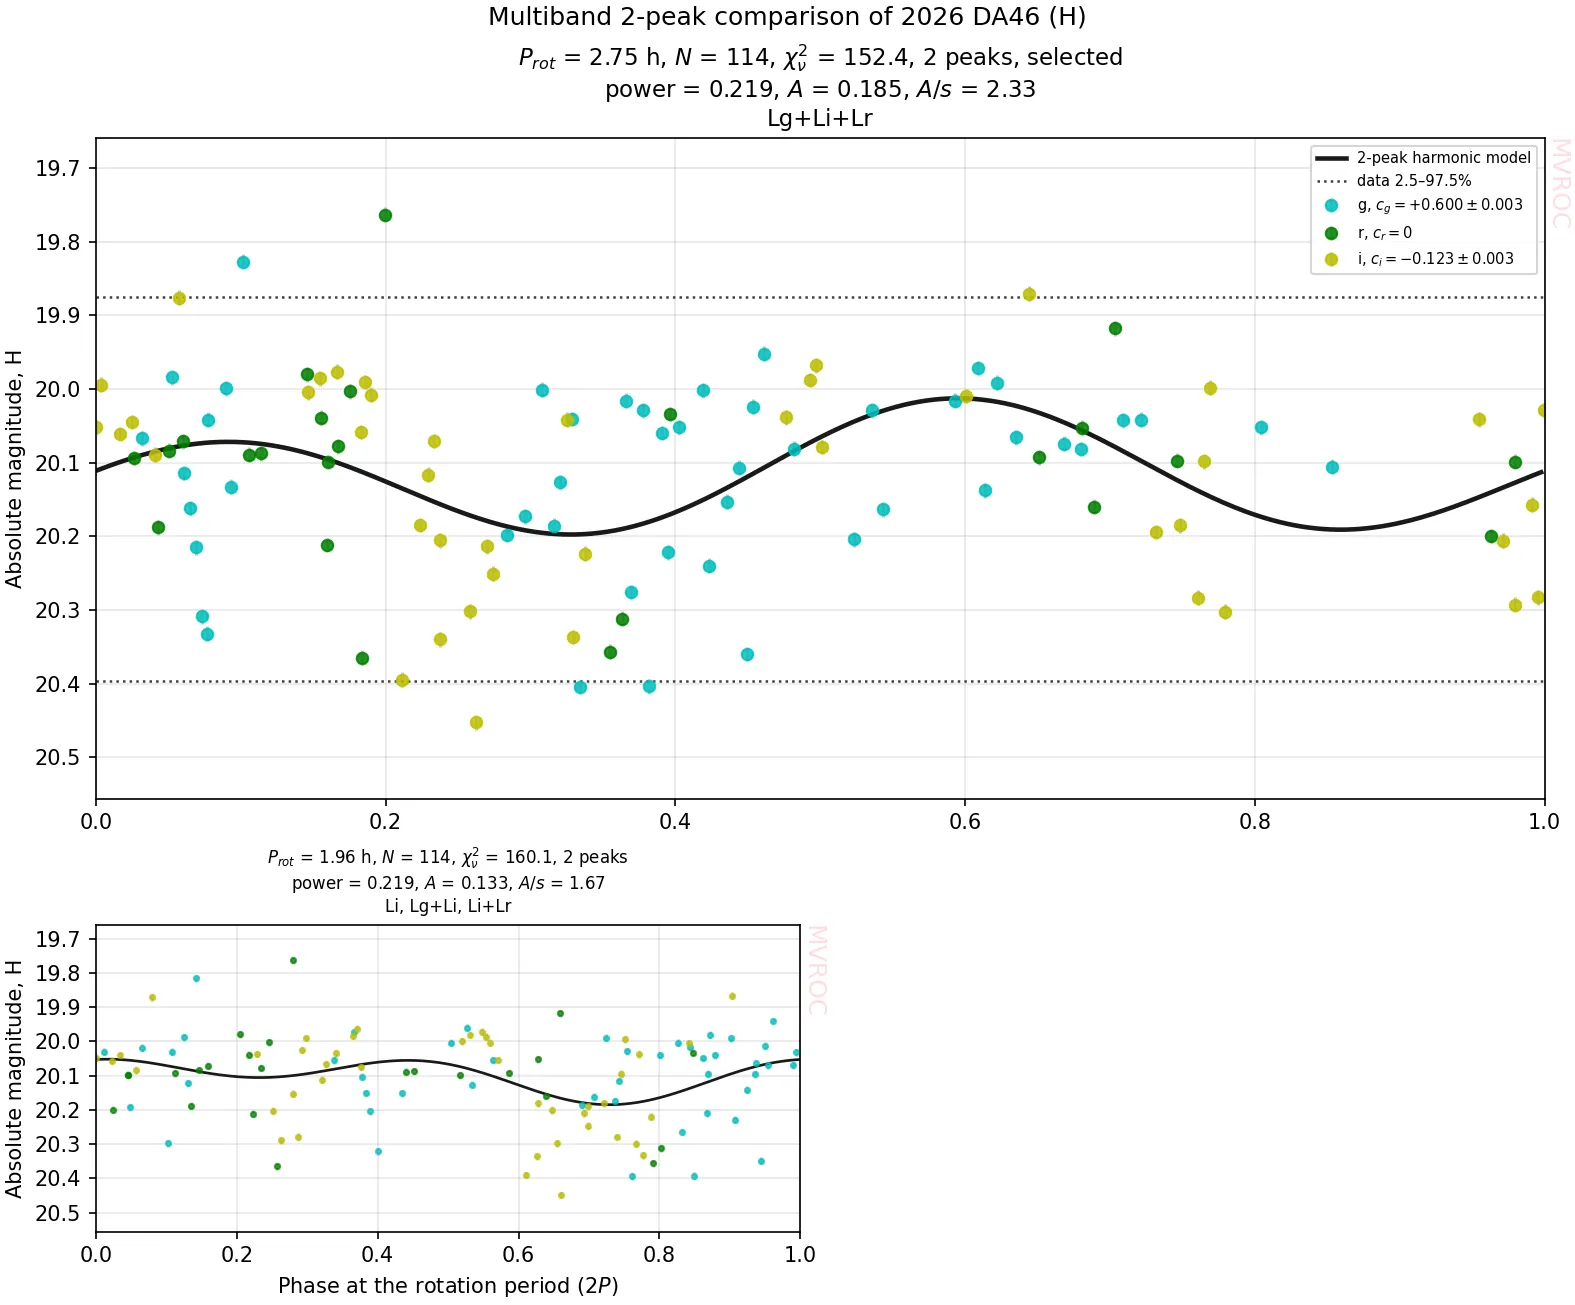 Multiband 2-peak comparison of 2026 DA46 (H)
P_rot = 2.75 h, N = 114, χ²_ν = 152.4, 2 peaks, selected
power = 0.219, A = 0.185, A/s = 2.33
Lg+Li+Lr
2-peak harmonic model
data 2.5–97.5%
g, c_g = +0.600 ± 0.003
r, c_r = 0
i, c_i = −0.123 ± 0.003
MVROC
Absolute magnitude, H
19.7
19.8
19.9
20.0
20.1
20.2
20.3
20.4
20.5
0.0 0.2 0.4 0.6 0.8 1.0
P_rot = 1.96 h, N = 114, χ²_ν = 160.1, 2 peaks
power = 0.219, A = 0.133, A/s = 1.67
Li, Lg+Li, Li+Lr
MVROC
Absolute magnitude, H
19.7
19.8
19.9
20.0
20.1
20.2
20.3
20.4
20.5
0.0 0.2 0.4 0.6 0.8 1.0
Phase at the rotation period (2P)